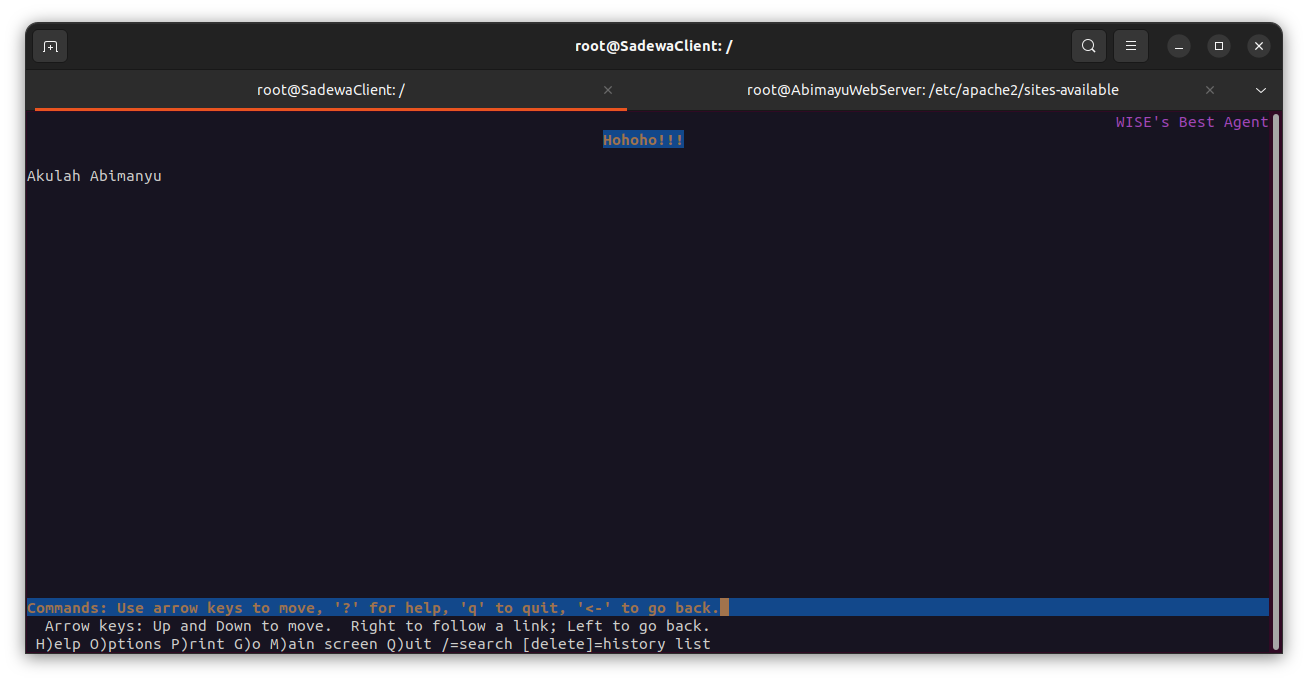 root@SadewaClient: /
root@SadewaClient: /
root@AbimayuWebServer: /etc/apache2/sites-available
WISE's Best Agent
Hohoho!!!
Akulah Abimanyu
Commands: Use arrow keys to move, '?' for help, 'q' to quit, '<-' to go back.
Arrow keys: Up and Down to move.  Right to follow a link; Left to go back.
H)elp O)ptions P)rint G)o M)ain screen Q)uit /=search [delete]=history list